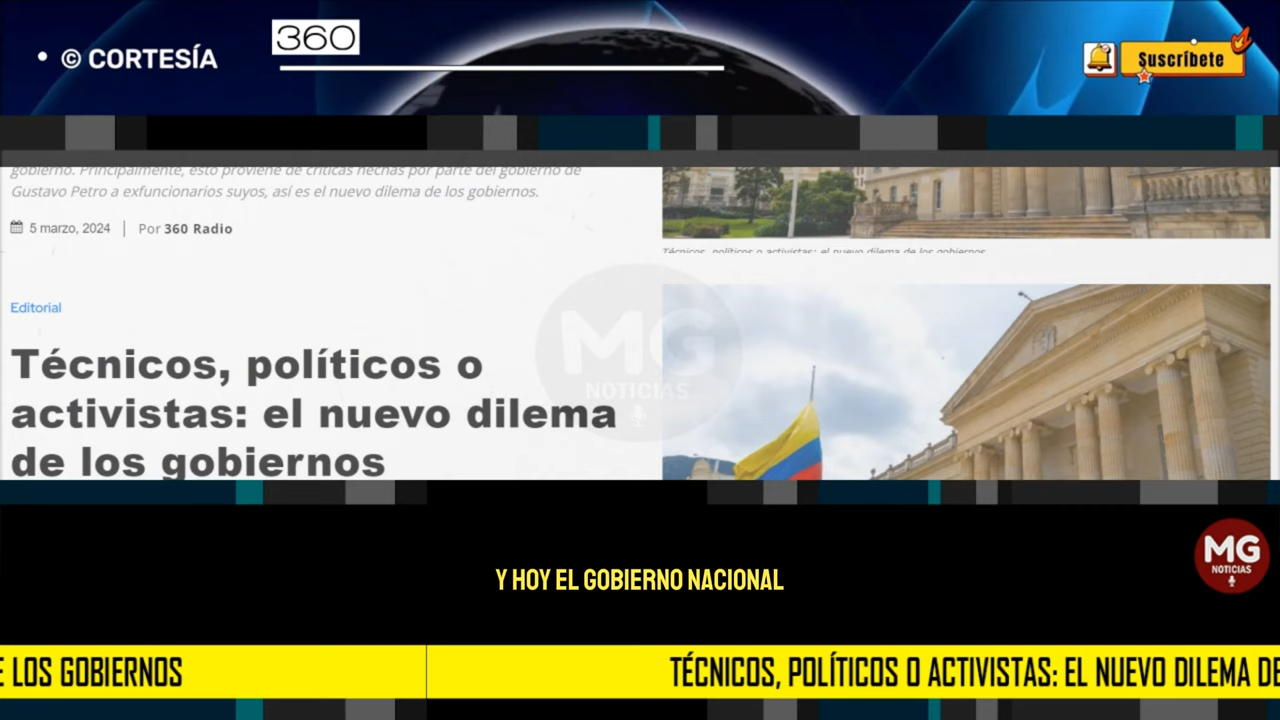 • © CORTESÍA
360
Suscríbete
gobierno. Principalmente, esto proviene de críticas hechas por parte del gobierno de
Gustavo Petro a exfuncionarios suyos, así es el nuevo dilema de los gobiernos.
5 marzo, 2024 | Por 360 Radio
Técnicos, políticos o activistas: el nuevo dilema de los gobiernos
Editorial
Técnicos, políticos o
activistas: el nuevo dilema
de los gobiernos
MG
NOTICIAS
Y HOY EL GOBIERNO NACIONAL
MG
NOTICIAS
E LOS GOBIERNOS
TÉCNICOS, POLÍTICOS O ACTIVISTAS: EL NUEVO DILEMA DE